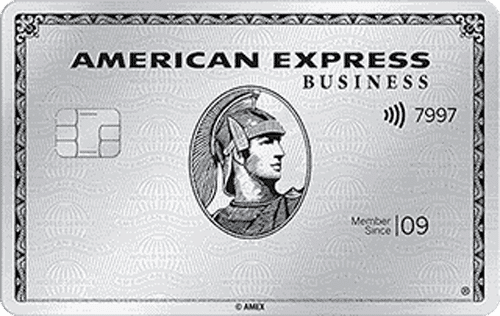 AMERICAN EXPRESS
BUSINESS
7997
Member
Since 09
® 
© AMEX